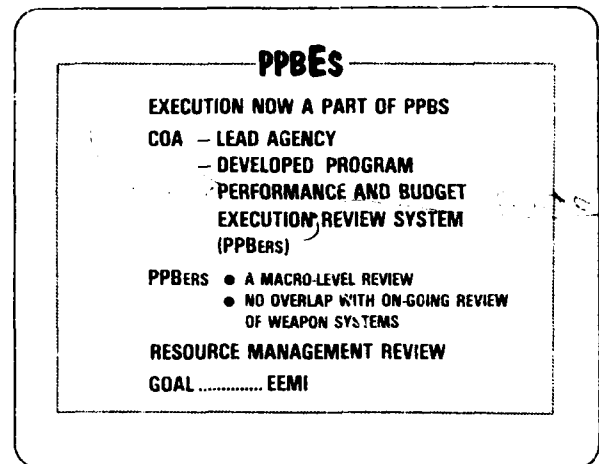 PPBES
EXECUTION NOW A PART OF PPBS
COA – LEAD AGENCY
– DEVELOPED PROGRAM
PERFORMANCE AND BUDGET
EXECUTION REVIEW SYSTEM
(PPBERS)
PPBERS ● A MACRO-LEVEL REVIEW
● NO OVERLAP WITH ON-GOING REVIEW
OF WEAPON SYSTEMS
RESOURCE MANAGEMENT REVIEW
GOAL .............. EEMI